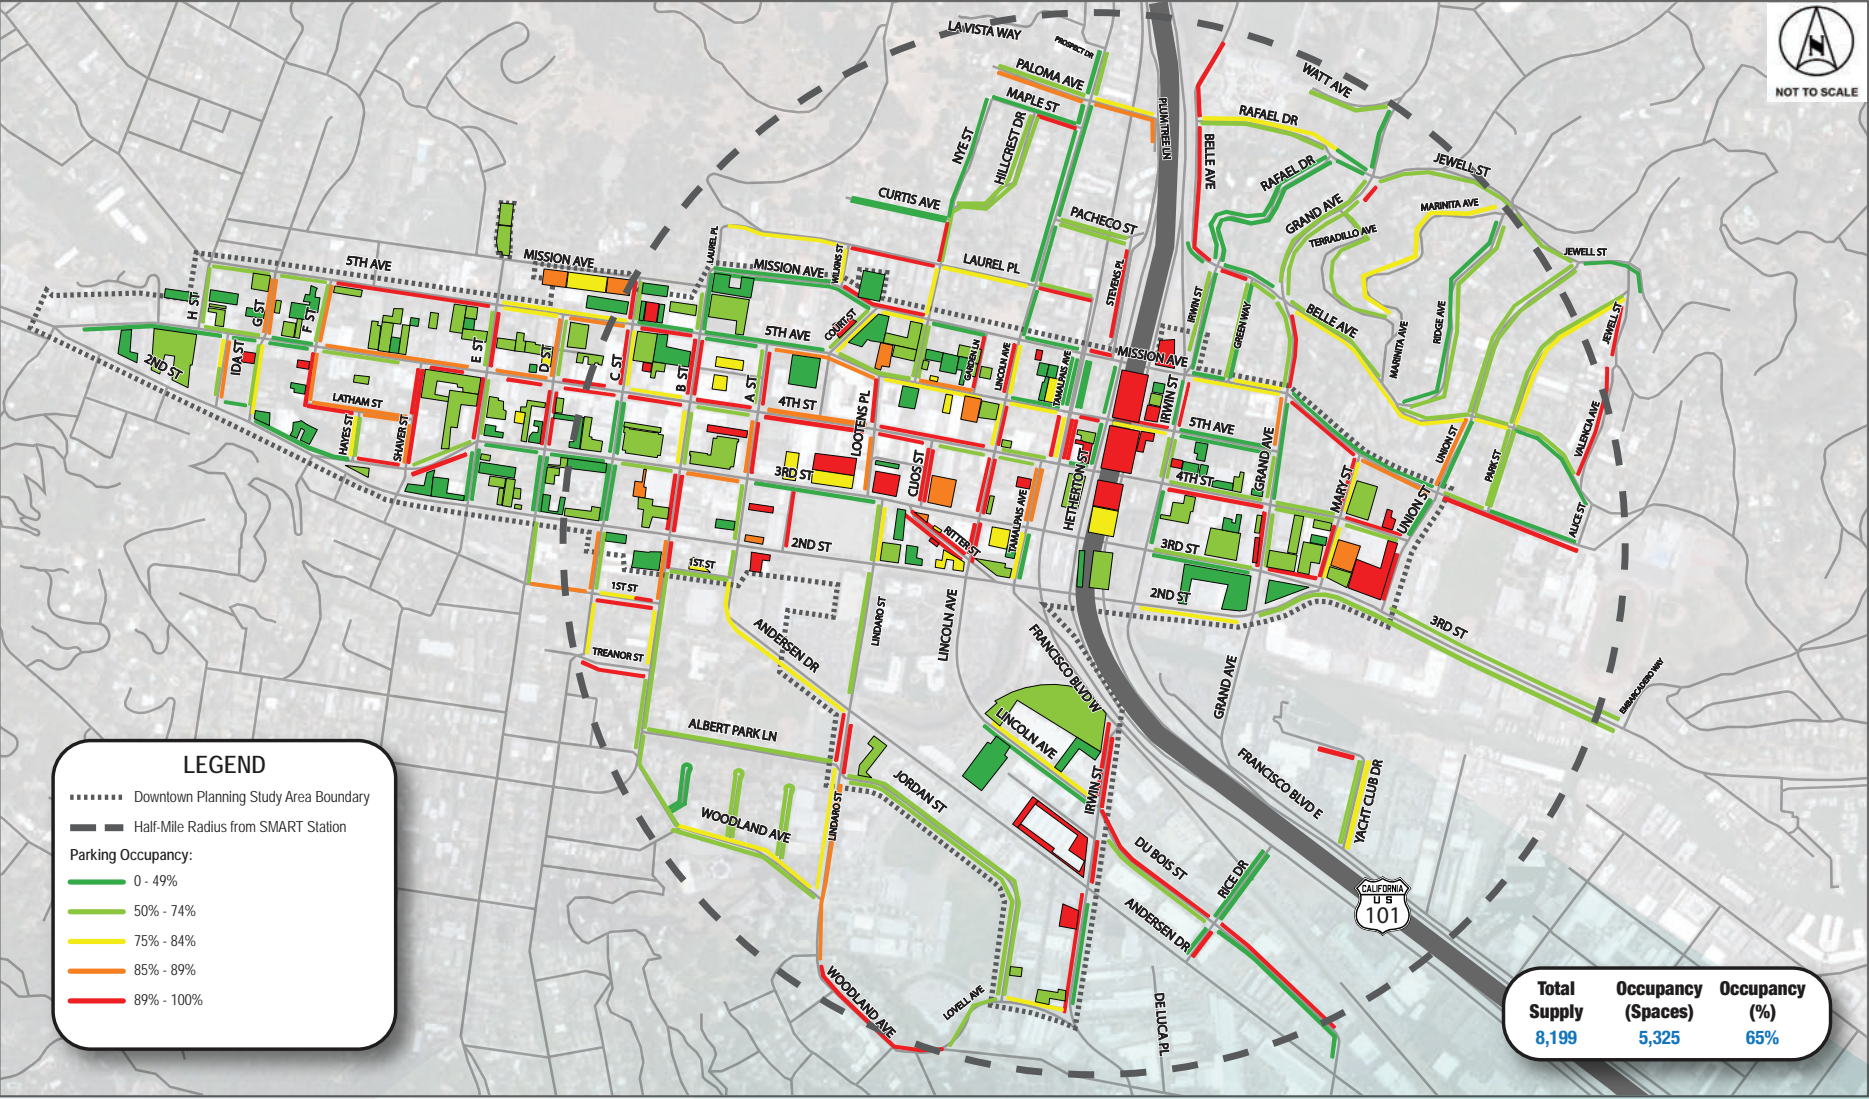 LA VISTA WAY
PROSPECT DR
PALOMA AVE
MAPLE ST
NYE ST
HILLCREST DR
CURTIS AVE
PACHECO ST
PLUMTREE LN
BELLE AVE
WATT AVE
RAFAEL DR
RAFAEL DR
JEWELL ST
GRAND AVE
MARINITA AVE
TERRADILLO AVE
JEWELL ST
N
NOT TO SCALE
5TH AVE
MISSION AVE
LAUREL PL
MISSION AVE
WILKINS ST
LAUREL PL
STEVENS PL
IRWIN ST
GREEN WAY
BELLE AVE
MARINITA AVE
RIDGE AVE
JEWELL ST
H ST
G ST
F ST
E ST
D ST
C ST
B ST
A ST
5TH AVE
COURT ST
GARDEN LN
LINCOLN AVE
TAMALPAIS AVE
MISSION AVE
IRWIN ST
2ND ST
IDA ST
LATHAM ST
HAYES ST
SHAVER ST
4TH ST
LOOTENS PL
5TH AVE
GRAND AVE
UNION ST
PARK ST
VALENCIA AVE
3RD ST
CIJOS ST
HETHERTON ST
TAMALPAIS AVE
4TH ST
MARY ST
UNION ST
ALICE ST
RITTER ST
2ND ST
3RD ST
1ST ST
1ST ST
2ND ST
3RD ST
EMBARCADERO WAY
TREANOR ST
ANDERSEN DR
LINDARO ST
LINCOLN AVE
FRANCISCO BLVD W
GRAND AVE
ALBERT PARK LN
LINCOLN AVE
IRWIN ST
FRANCISCO BLVD E
YACHT CLUB DR
JORDAN ST
WOODLAND AVE
LINDARO ST
DU BOIS ST
RICE DR
ANDERSEN DR
WOODLAND AVE
LOVELL AVE
DE LUCA PL
CALIFORNIA
US
101
LEGEND
Downtown Planning Study Area Boundary
Half-Mile Radius from SMART Station
Parking Occupancy:
0 - 49%
50% - 74%
75% - 84%
85% - 89%
89% - 100%
Total Supply Occupancy (Spaces) Occupancy (%)
8,199 5,325 65%